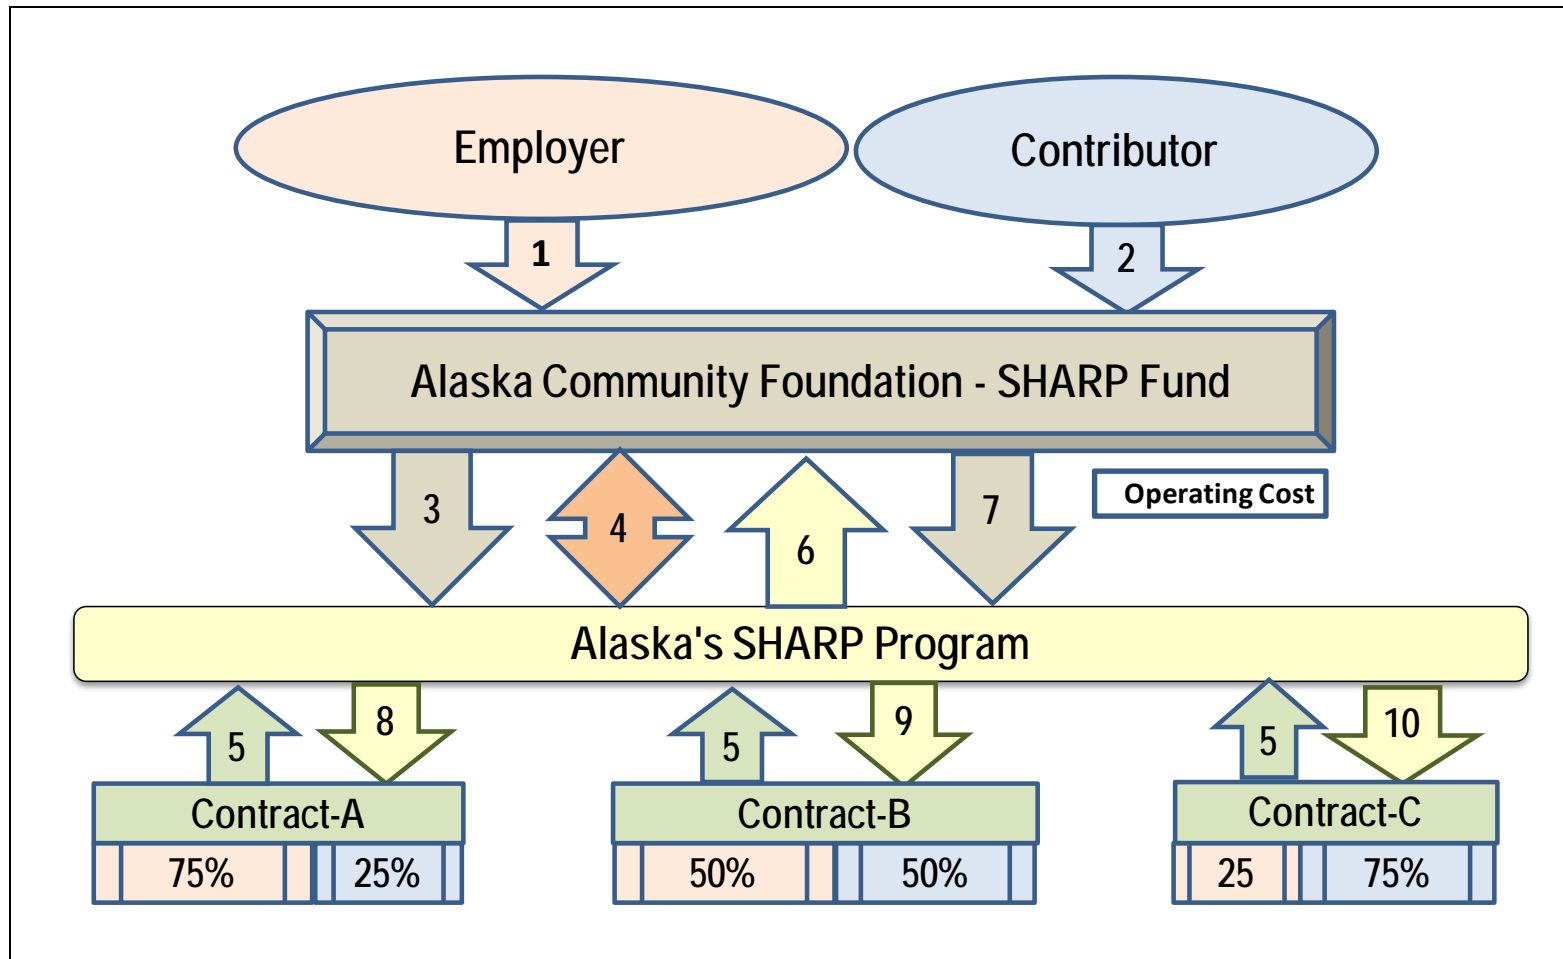 Employer
Contributor
1
2
Alaska Community Foundation - SHARP Fund
3
4
6
7
Operating Cost
Alaska's SHARP Program
5
8
5
9
5
10
Contract-A
Contract-B
Contract-C
75%
25%
50%
50%
25
75%